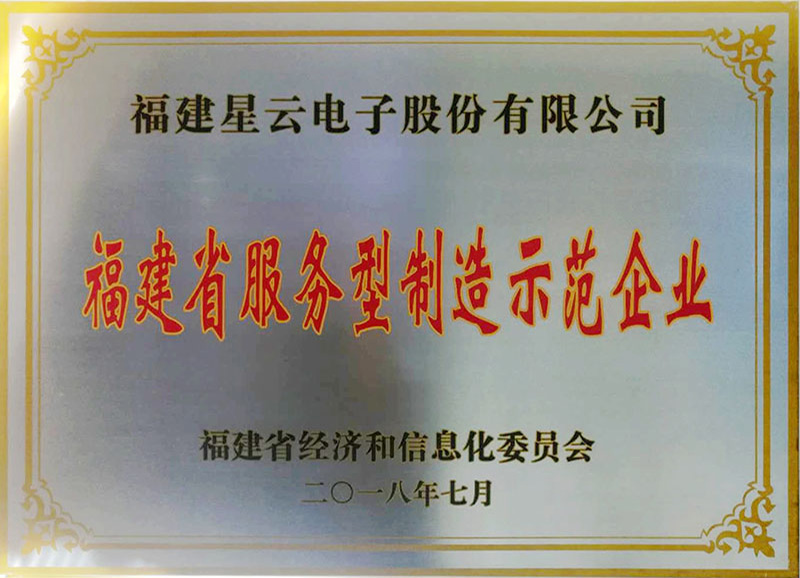 福建星云电子股份有限公司
福建省服务型制造示范企业
福建省经济和信息化委员会
二〇一八年七月